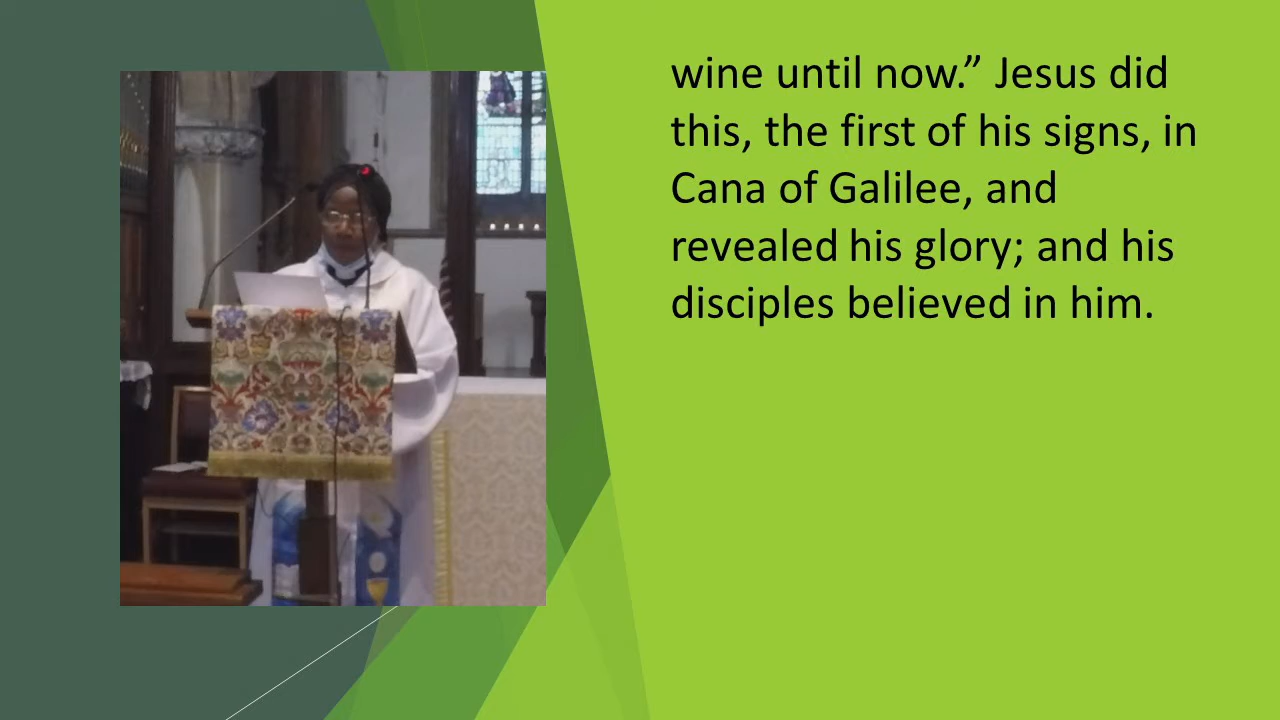 wine until now.” Jesus did
this, the first of his signs, in
Cana of Galilee, and
revealed his glory; and his
disciples believed in him.